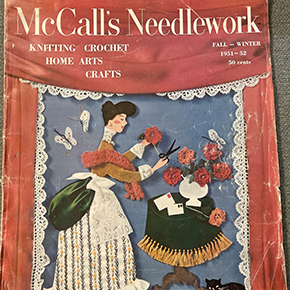 McCall's Needlework
KNITTING CROCHET
HOME ARTS
CRAFTS
FALL – WINTER
1951–52
50 cents